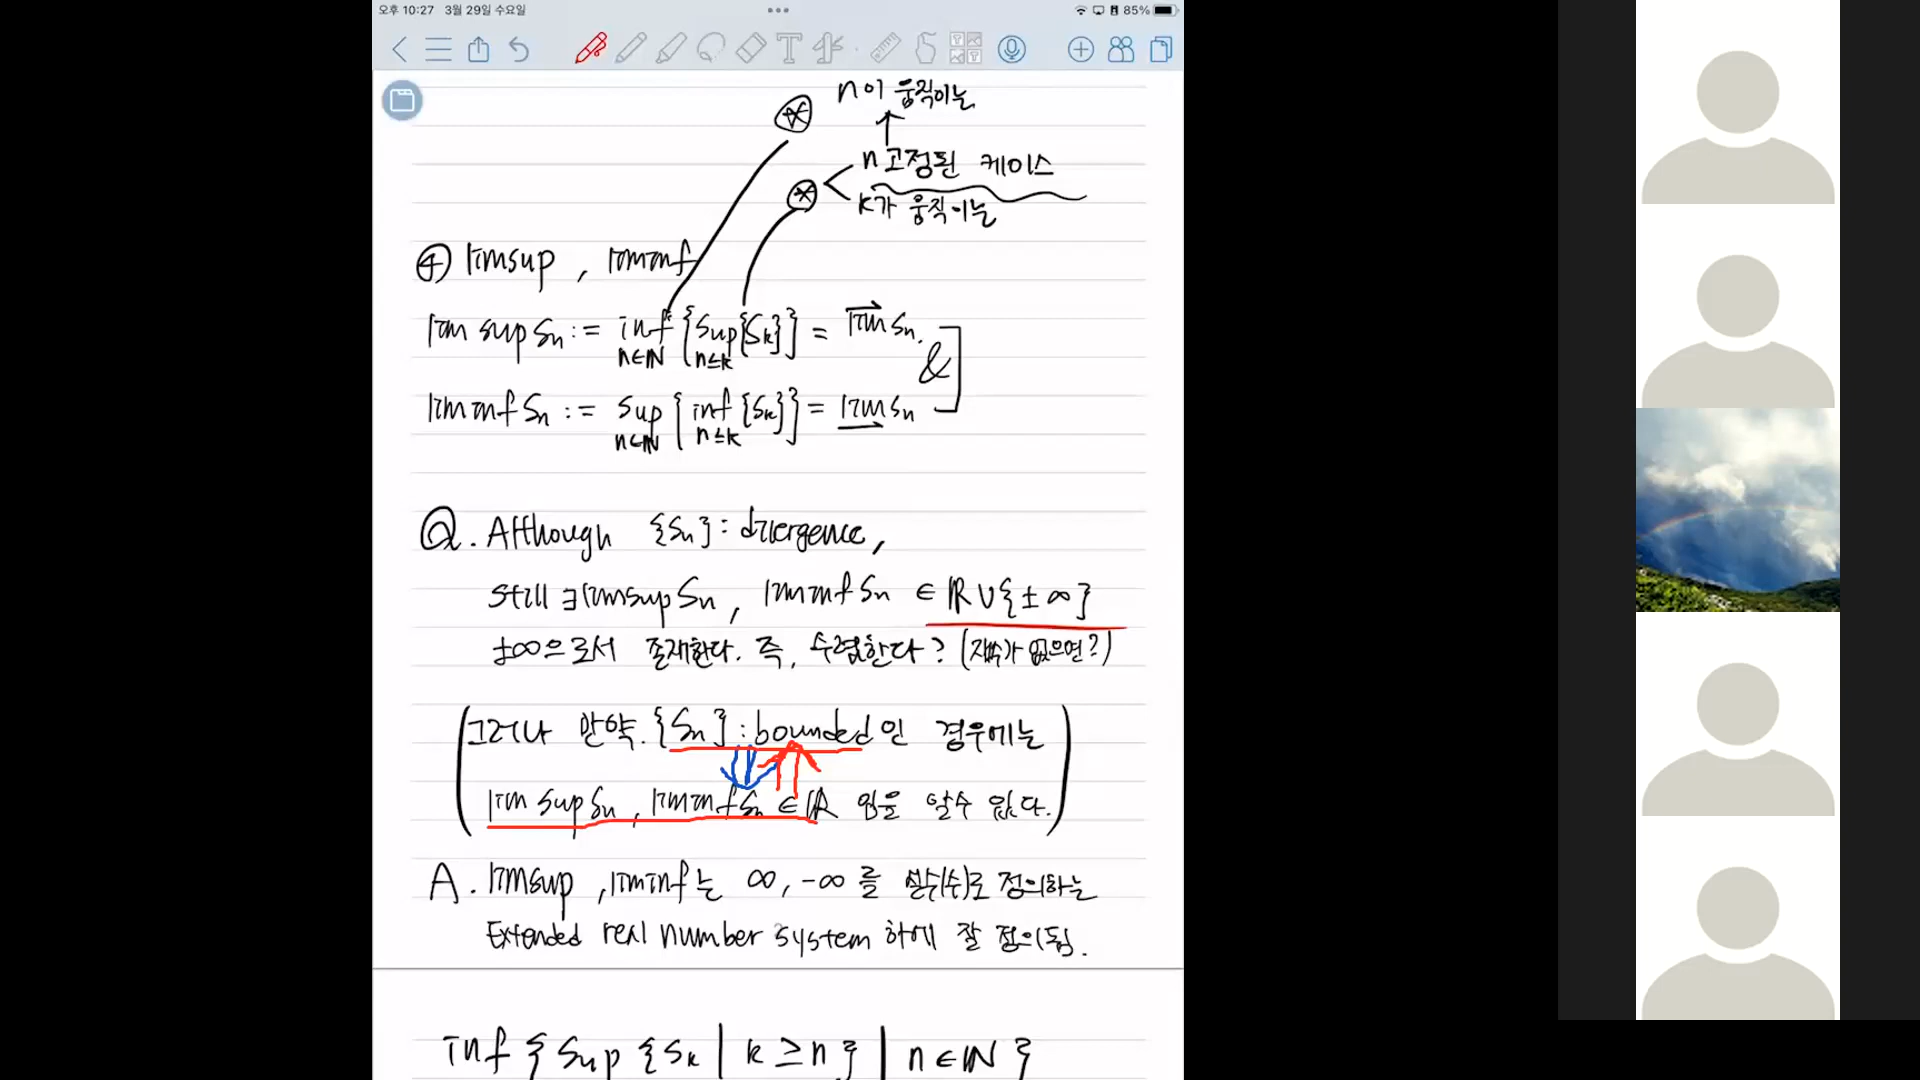 오후 10:27 3월 29일 수요일
85%
n이 움직이는
n 고정된 케이스
k가 움직이는
④ limsup, liminf
lim sup Sn := inf n∈ℕ { sup n≤k {Sk} } = lim Sn.
&
lim inf Sn := sup n∈ℕ { inf n≤k {Sk} } = lim Sn
Q. Although {Sn} : divergence,
still ∃limsup Sn, liminf Sn ∈ ℝ∪{±∞}
±∞으로서 존재한다. 즉, 수렴한다? (재수가 없으면?)
(그러나 만약. {Sn} : bounded인 경우에는
lim sup Sn, liminf Sn ∈ ℝ 임을 알수 있다.)
A. limsup, liminf는 ∞, -∞ 를 실수(수)로 정의하는
Extended real number system 하에 잘 정의(됨).
inf { sup {Sk | k ≥ n} | n ∈ ℕ }